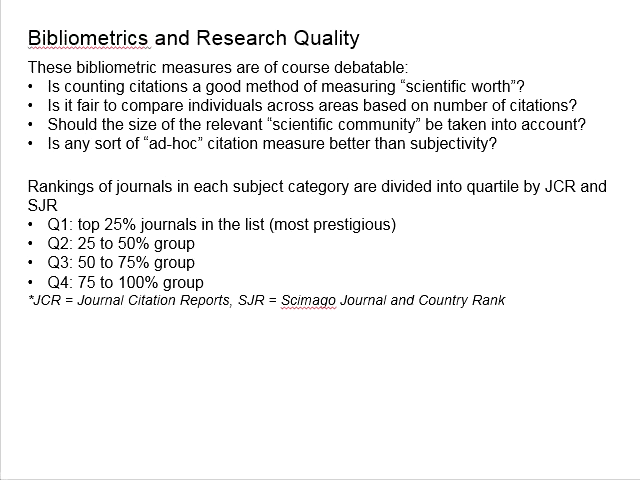 Bibliometrics and Research Quality
These bibliometric measures are of course debatable:
• Is counting citations a good method of measuring “scientific worth”?
• Is it fair to compare individuals across areas based on number of citations?
• Should the size of the relevant “scientific community” be taken into account?
• Is any sort of “ad-hoc” citation measure better than subjectivity?
Rankings of journals in each subject category are divided into quartile by JCR and
SJR
• Q1: top 25% journals in the list (most prestigious)
• Q2: 25 to 50% group
• Q3: 50 to 75% group
• Q4: 75 to 100% group
*JCR = Journal Citation Reports, SJR = Scimago Journal and Country Rank